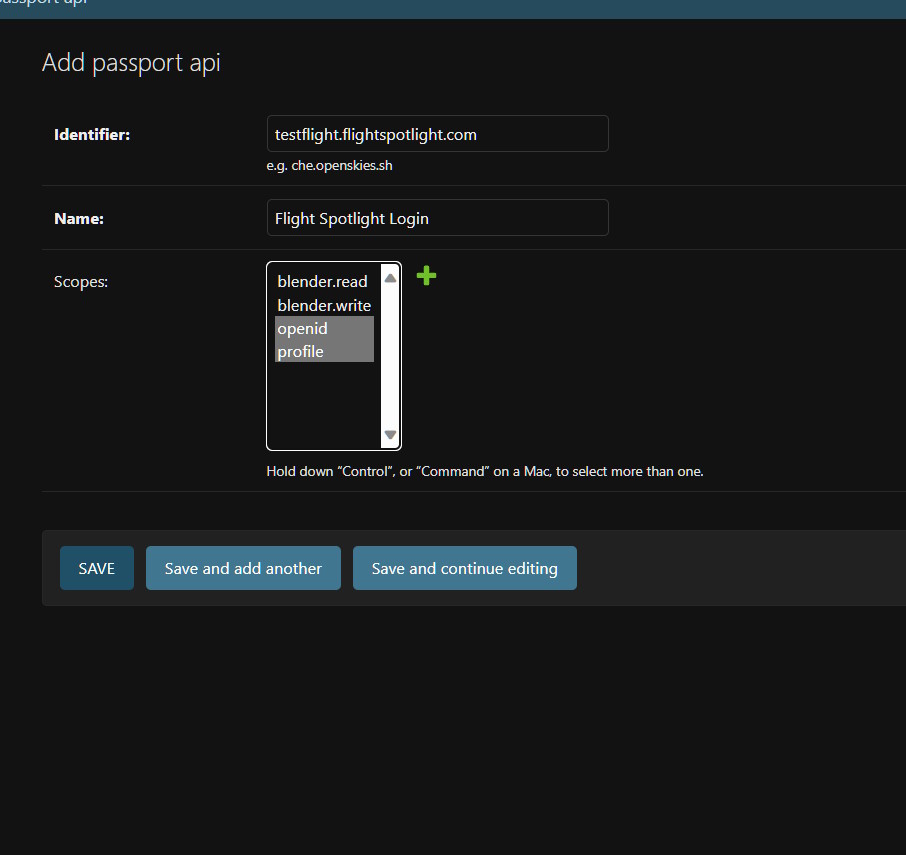 passport api
Add passport api
Identifier:
testflight.flightspotlight.com
e.g. che.openskies.sh
Name:
Flight Spotlight Login
Scopes:
blender.read
blender.write
openid
profile
Hold down “Control”, or “Command” on a Mac, to select more than one.
SAVE
Save and add another
Save and continue editing